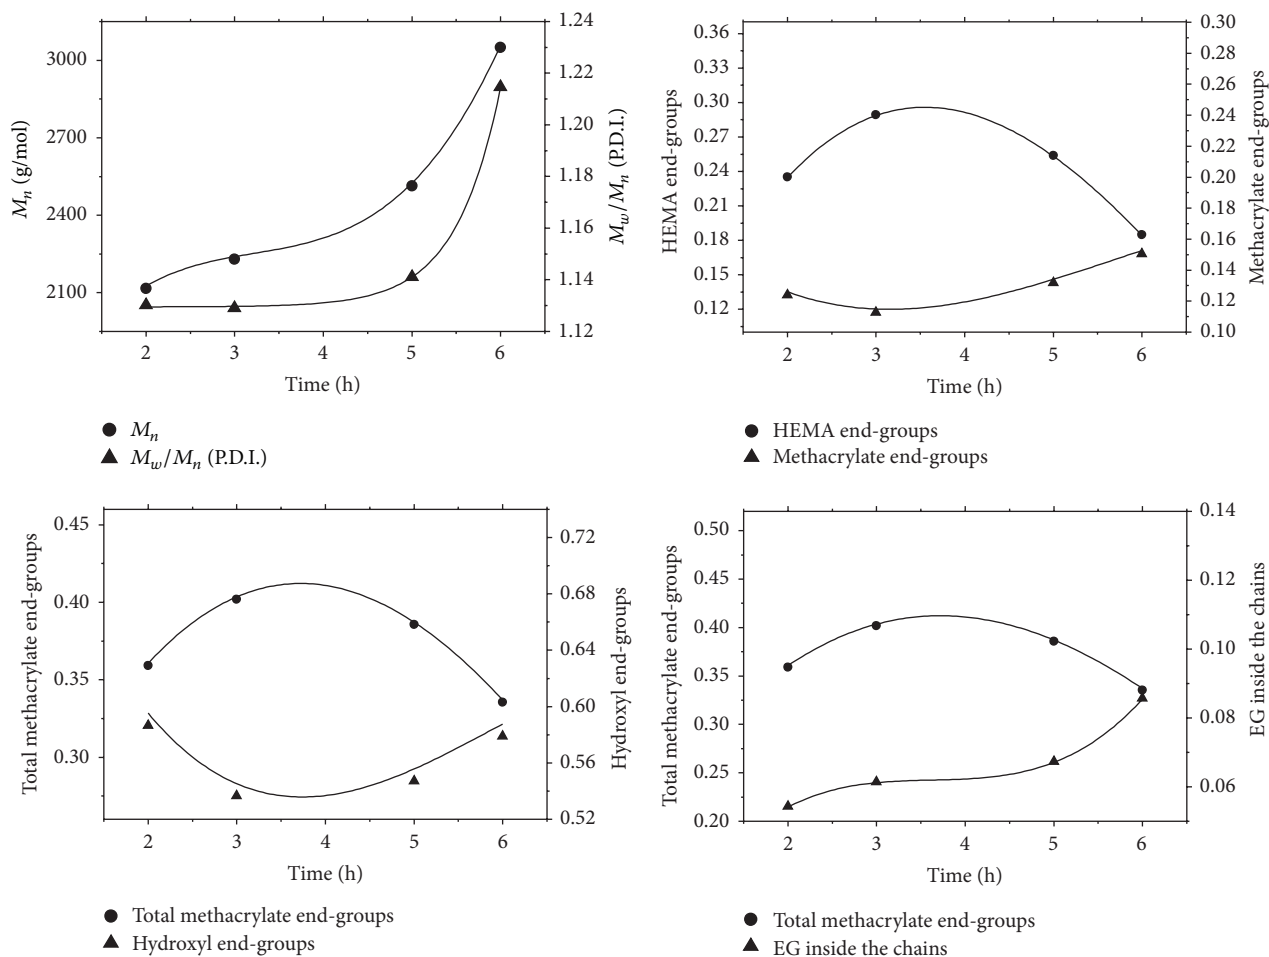 3000
2700
2400
2100
M_n (g/mol)
1.24
1.22
1.20
1.18
1.16
1.14
1.12
M_w/M_n (P.D.I.)
2 3 4 5 6
Time (h)
M_n
M_w/M_n (P.D.I.)
0.36
0.33
0.30
0.27
0.24
0.21
0.18
0.15
0.12
HEMA end-groups
0.30
0.28
0.26
0.24
0.22
0.20
0.18
0.16
0.14
0.12
0.10
Methacrylate end-groups
2 3 4 5 6
Time (h)
HEMA end-groups
Methacrylate end-groups
0.45
0.40
0.35
0.30
Total methacrylate end-groups
0.72
0.68
0.64
0.60
0.56
0.52
Hydroxyl end-groups
2 3 4 5 6
Time (h)
Total methacrylate end-groups
Hydroxyl end-groups
0.50
0.45
0.40
0.35
0.30
0.25
0.20
Total methacrylate end-groups
0.14
0.12
0.10
0.08
0.06
EG inside the chains
2 3 4 5 6
Time (h)
Total methacrylate end-groups
EG inside the chains